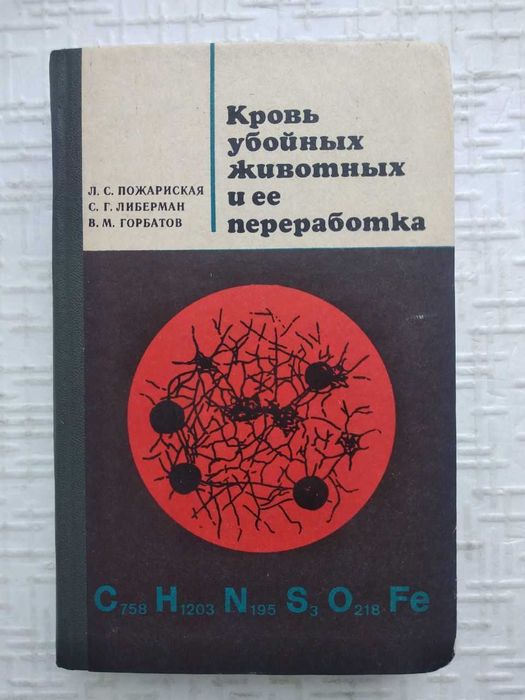 Л. С. ПОЖАРИСКАЯ
С. Г. ЛИБЕРМАН
В. М. ГОРБАТОВ
Кровь
убойных
животных
и ее
переработка
C758 H1203 N195 S3 O218 Fe